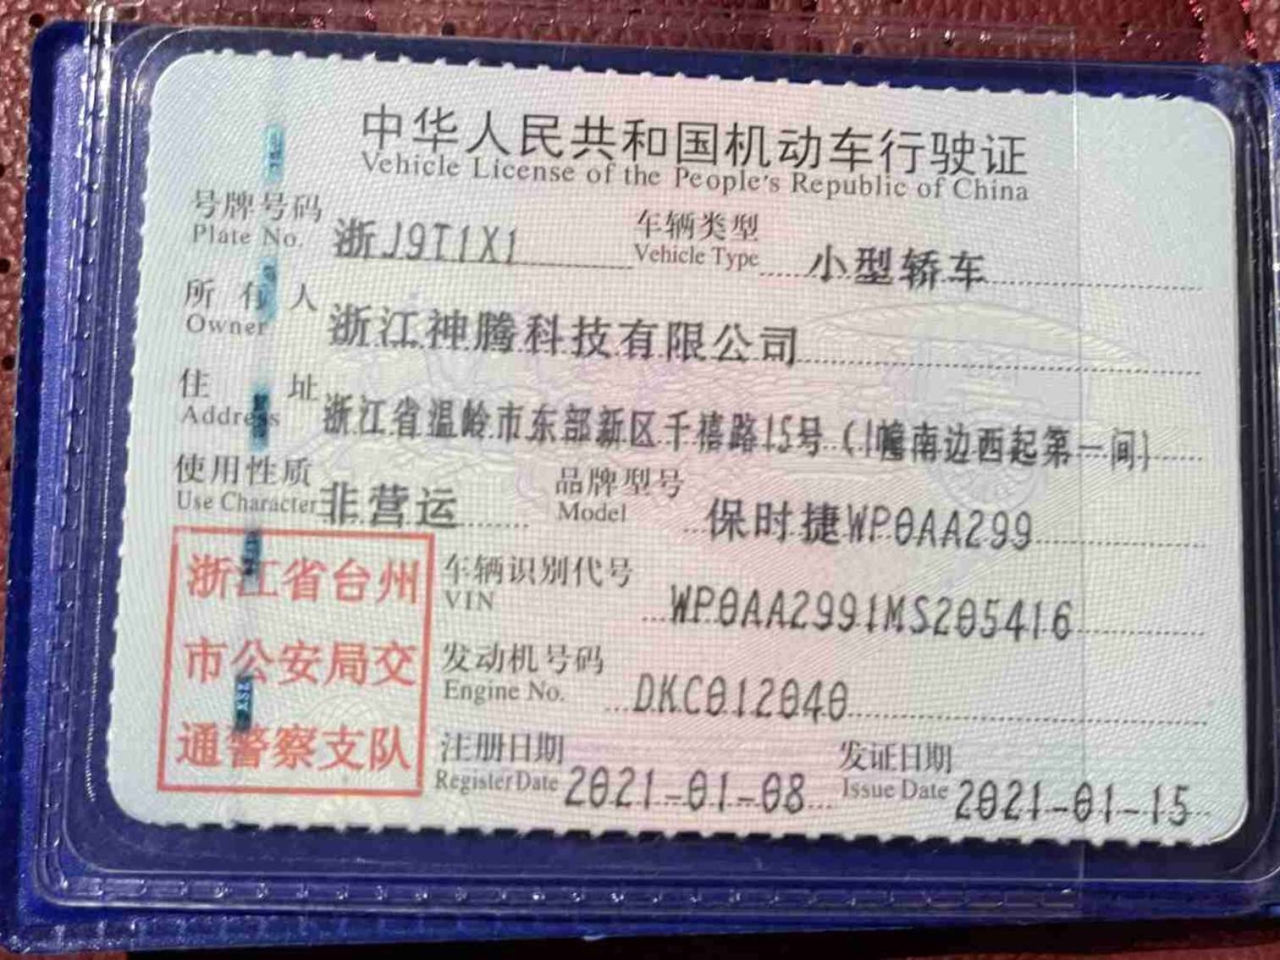 中华人民共和国机动车行驶证
Vehicle License of the People's Republic of China
号牌号码 浙J9T1X1 车辆类型 小型轿车
Plate No. Vehicle Type
所有人 浙江神腾科技有限公司
Owner
住址 浙江省温岭市东部新区千禧路15号(1幢南边西起第一间)
Address
使用性质 非营运 品牌型号 保时捷WP0AA299
Use Character Model
浙江省台州
市公安局交
通警察支队
车辆识别代号 WP0AA2991MS205416
VIN
发动机号码 DKC012040
Engine No.
注册日期 2021-01-08 发证日期 2021-01-15
Register Date Issue Date